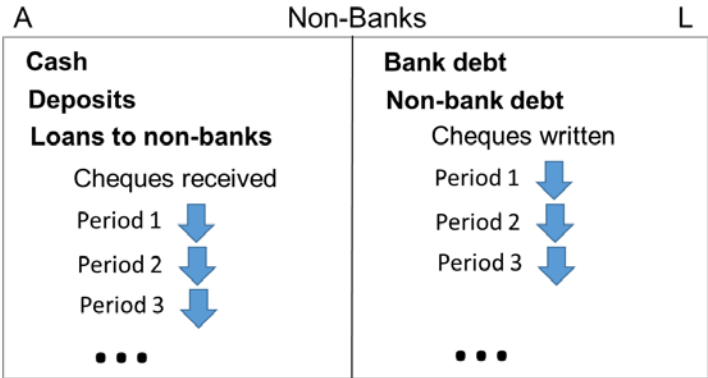 A Non-Banks L
Cash
Deposits
Loans to non-banks
Cheques received
Period 1
Period 2
Period 3
...
Bank debt
Non-bank debt
Cheques written
Period 1
Period 2
Period 3
...